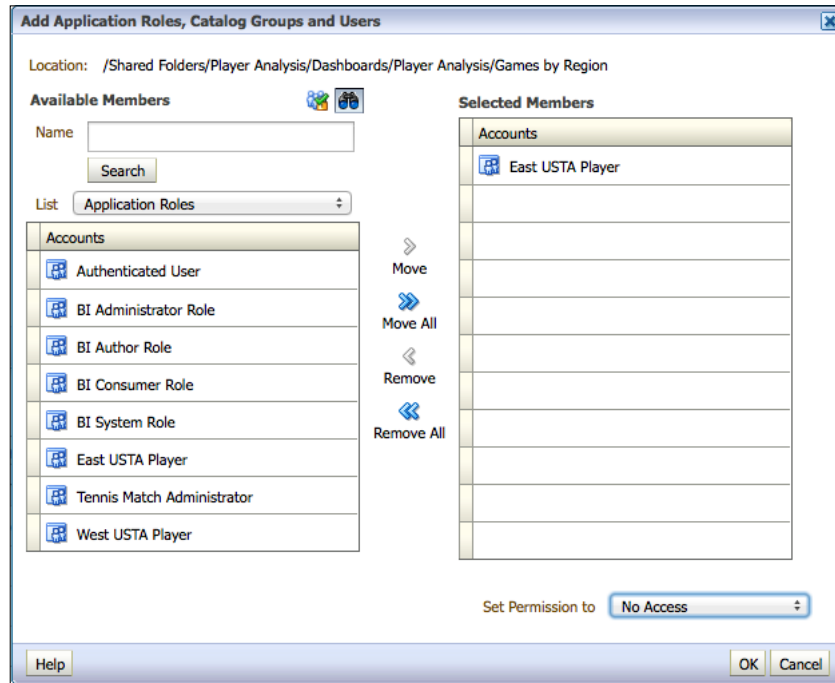 Add Application Roles, Catalog Groups and Users
Location: /Shared Folders/Player Analysis/Dashboards/Player Analysis/Games by Region
Available Members
Name
Search
List Application Roles
Accounts
Authenticated User
BI Administrator Role
BI Author Role
BI Consumer Role
BI System Role
East USTA Player
Tennis Match Administrator
West USTA Player
Move
Move All
Remove
Remove All
Selected Members
Accounts
East USTA Player
Set Permission to No Access
Help
OK
Cancel